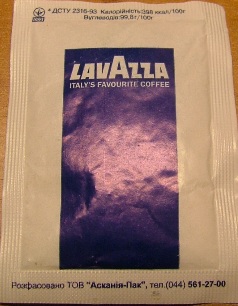 * ДСТУ 2316-93 Калорійність:398 ккал/100г
Вуглеводів:99,8г/100г
LAVAZZA
ITALY'S FAVOURITE COFFEE
Розфасовано ТОВ "Асканія-Пак", тел.(044) 561-27-00